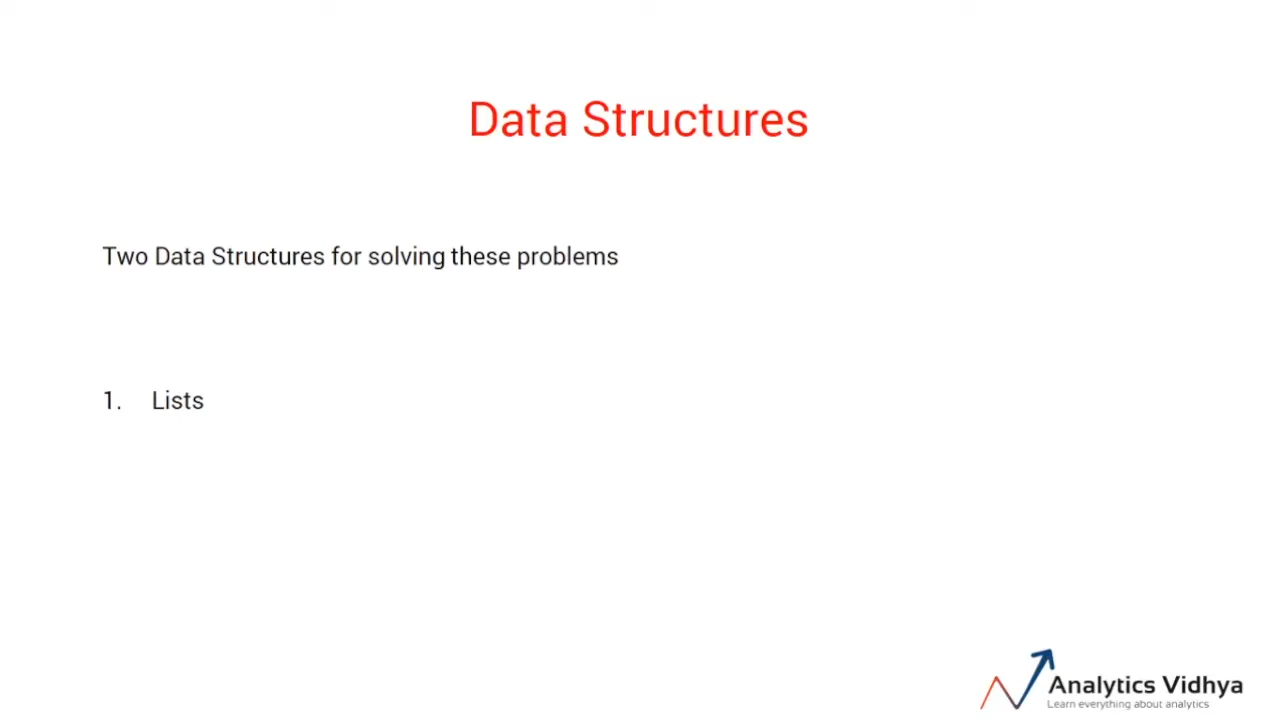 Data Structures
Two Data Structures for solving these problems
1. Lists
Analytics Vidhya
Learn everything about analytics